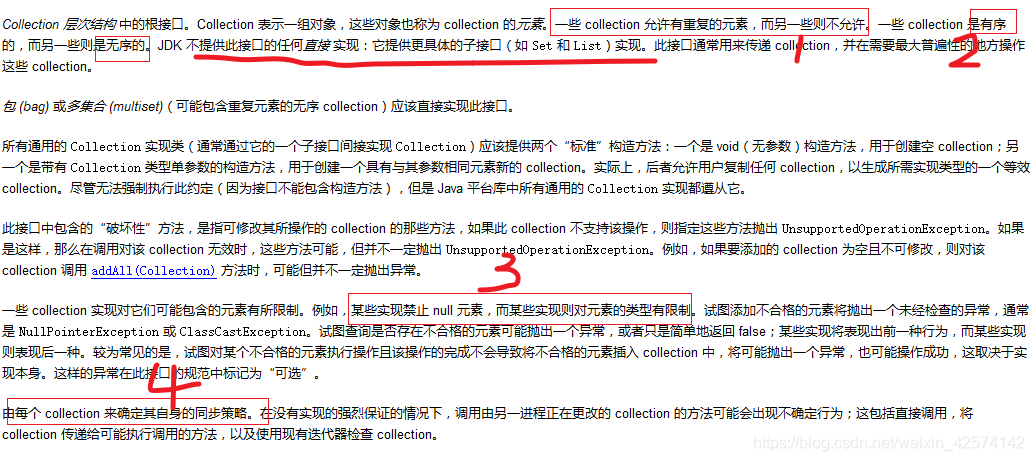 Collection 层次结构 中的根接口。Collection 表示一组对象，这些对象也称为 collection 的元素。一些 collection 允许有重复的元素，而另一些则不允许。一些 collection 是有序
的，而另一些则是无序的。JDK 不提供此接口的任何直接 实现：它提供更具体的子接口（如 Set 和 List）实现。此接口通常用来传递 collection，并在需要最大普遍性的地方操作
这些 collection。
1
2
包 (bag) 或多集合 (multiset)（可能包含重复元素的无序 collection）应该直接实现此接口。
所有通用的 Collection 实现类（通常通过它的一个子接口间接实现 Collection）应该提供两个“标准”构造方法：一个是 void（无参数）构造方法，用于创建空 collection；另
一个是带有 Collection 类型单参数的构造方法，用于创建一个具有与其参数相同元素新的 collection。实际上，后者允许用户复制任何 collection，以生成所需实现类型的一个等效
collection。尽管无法强制执行此约定（因为接口不能包含构造方法），但是 Java 平台库中所有通用的 Collection 实现都遵从它。
此接口中包含的“破坏性”方法，是指可修改其所操作的 collection 的那些方法，如果此 collection 不支持该操作，则指定这些方法抛出 UnsupportedOperationException。如果
是这样，那么在调用对该 collection 无效时，这些方法可能，但并不一定抛出 UnsupportedOperationException。例如，如果要添加的 collection 为空且不可修改，则对该
collection 调用 addAll(Collection) 方法时，可能但并不一定抛出异常。
3
一些 collection 实现对它们可能包含的元素有所限制。例如，某些实现禁止 null 元素，而某些实现则对元素的类型有限制。试图添加不合格的元素将抛出一个未经检查的异常，通常
是 NullPointerException 或 ClassCastException。试图查询是否存在不合格的元素可能抛出一个异常，或者只是简单地返回 false；某些实现将表现出前一种行为，而某些实现
则表现后一种。较为常见的是，试图对某个不合格的元素执行操作且该操作的完成不会导致将不合格的元素插入 collection 中，将可能抛出一个异常，也可能操作成功，这取决于实
现本身。这样的异常在此接口的规范中标记为“可选”。
4
由每个 collection 来确定其自身的同步策略。在没有实现的强烈保证的情况下，调用由另一进程正在更改的 collection 的方法可能会出现不确定行为；这包括直接调用，将
collection 传递给可能执行调用的方法，以及使用现有迭代器检查 collection。
https://blog.csdn.net/weixin_42574142